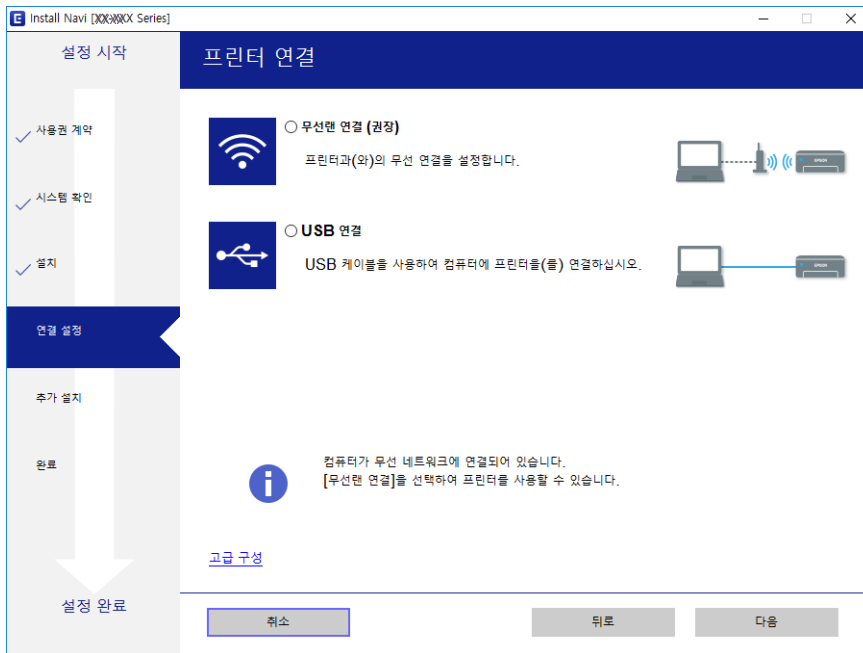 Install Navi [XX-XXXX Series]
설정 시작
프린터 연결
사용권 계약
시스템 확인
설치
연결 설정
추가 설치
완료
설정 완료
무선랜 연결 (권장)
프린터과(와)의 무선 연결을 설정합니다.
EPSON
USB 연결
USB 케이블을 사용하여 컴퓨터에 프린터을(를) 연결하십시오.
EPSON
컴퓨터가 무선 네트워크에 연결되어 있습니다.
[무선랜 연결]을 선택하여 프린터를 사용할 수 있습니다.
고급 구성
취소
뒤로
다음